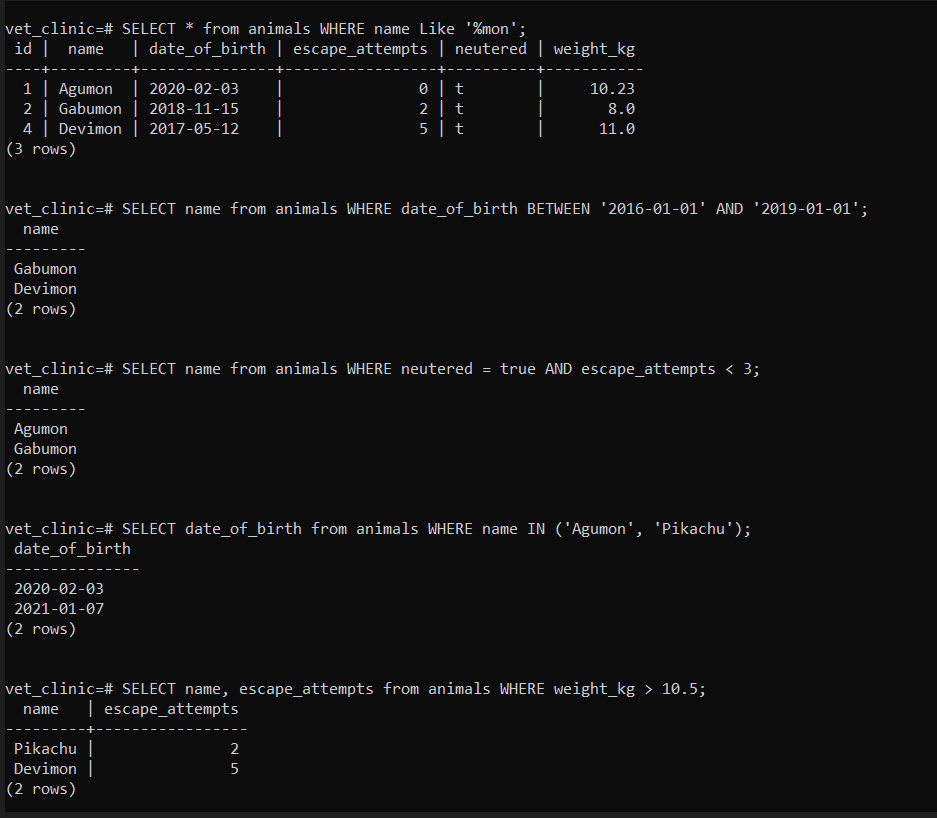 vet_clinic=# SELECT * from animals WHERE name Like '%mon';
 id |  name   | date_of_birth | escape_attempts | neutered | weight_kg
----+---------+---------------+-----------------+----------+-----------
  1 | Agumon  | 2020-02-03    |               0 | t        |     10.23
  2 | Gabumon | 2018-11-15    |               2 | t        |       8.0
  4 | Devimon | 2017-05-12    |               5 | t        |      11.0
(3 rows)
vet_clinic=# SELECT name from animals WHERE date_of_birth BETWEEN '2016-01-01' AND '2019-01-01';
  name
---------
 Gabumon
 Devimon
(2 rows)
vet_clinic=# SELECT name from animals WHERE neutered = true AND escape_attempts < 3;
  name
---------
 Agumon
 Gabumon
(2 rows)
vet_clinic=# SELECT date_of_birth from animals WHERE name IN ('Agumon', 'Pikachu');
 date_of_birth
---------------
 2020-02-03
 2021-01-07
(2 rows)
vet_clinic=# SELECT name, escape_attempts from animals WHERE weight_kg > 10.5;
  name   | escape_attempts
---------+-----------------
 Pikachu |               2
 Devimon |               5
(2 rows)